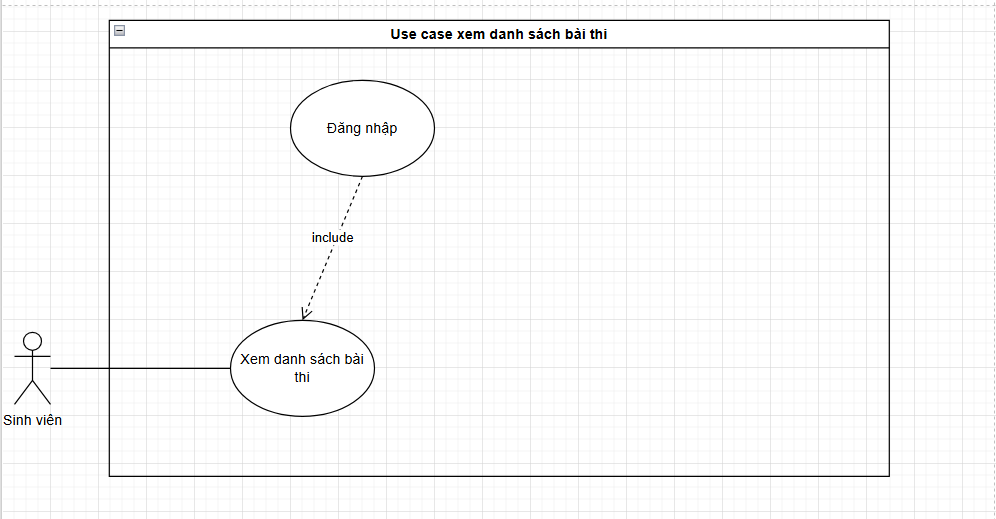 Use case xem danh sách bài thi
Đăng nhập
include
Xem danh sách bài
thi
Sinh viên